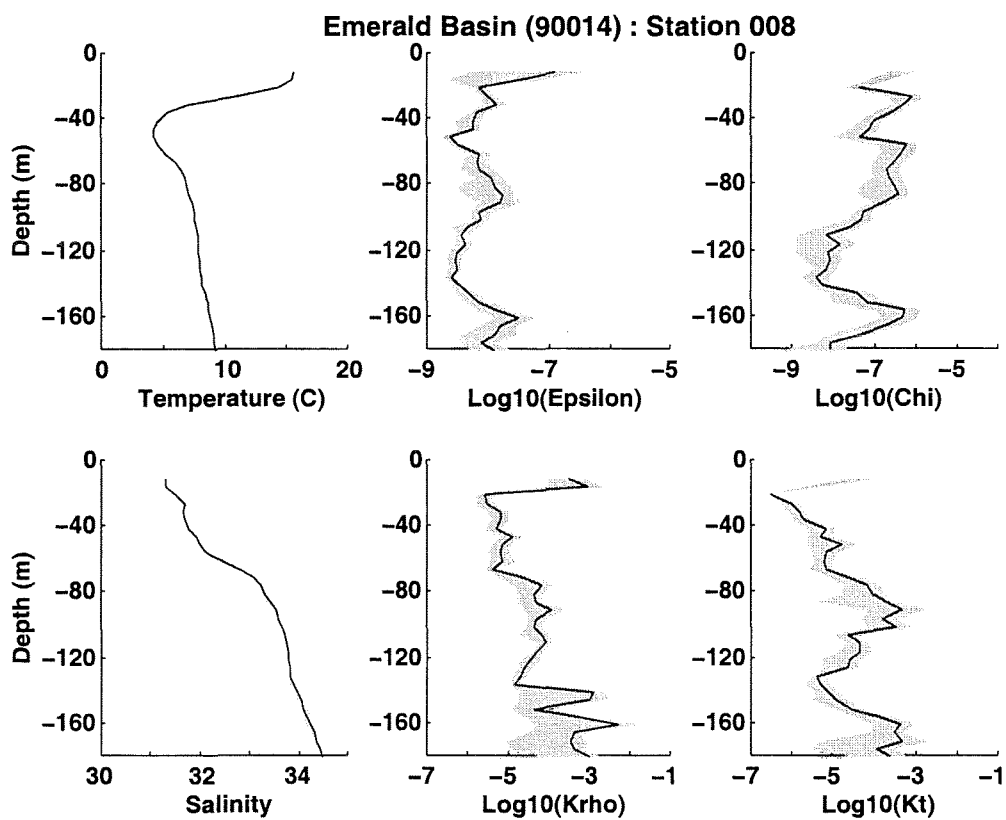 Emerald Basin (90014) : Station 008
0
−40
−80
−120
−160
Depth (m)
0 10 20
Temperature (C)
0
−40
−80
−120
−160
−9 −7 −5
Log10(Epsilon)
0
−40
−80
−120
−160
−9 −7 −5
Log10(Chi)
0
−40
−80
−120
−160
Depth (m)
30 32 34
Salinity
0
−40
−80
−120
−160
−7 −5 −3 −1
Log10(Krho)
0
−40
−80
−120
−160
−7 −5 −3 −1
Log10(Kt)